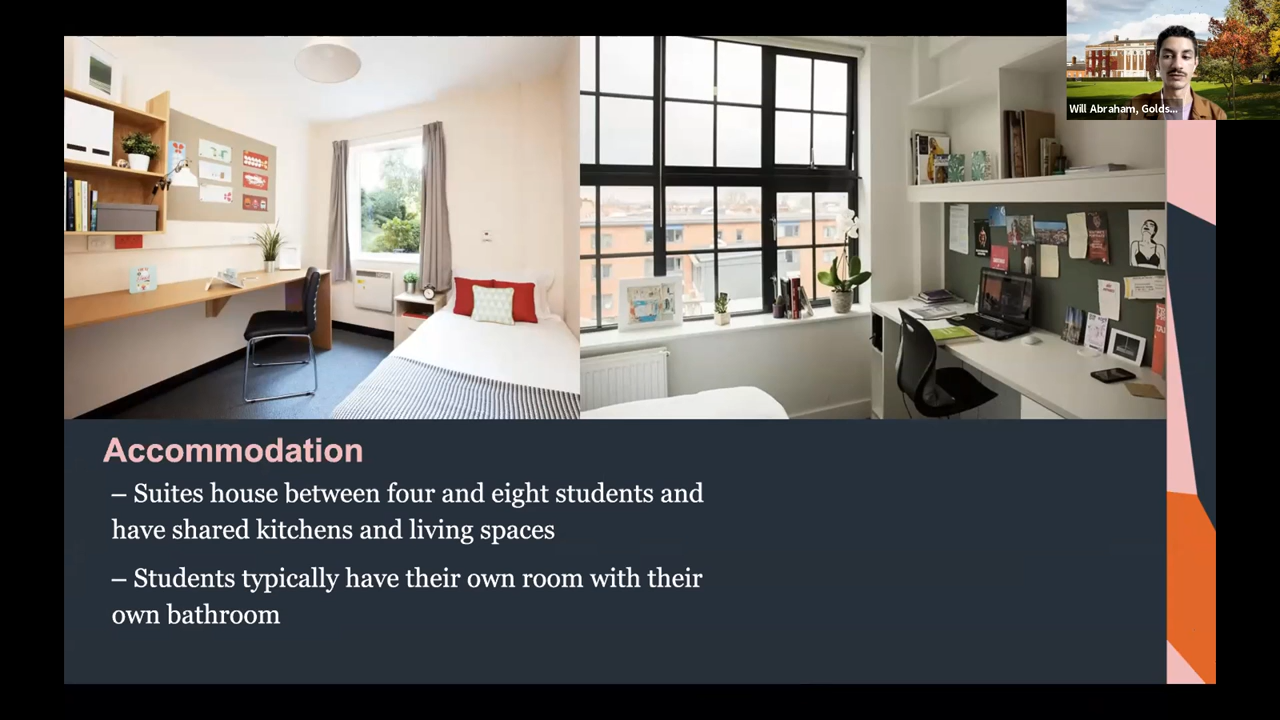 Will Abraham, Golds...
Accommodation
– Suites house between four and eight students and
have shared kitchens and living spaces
– Students typically have their own room with their
own bathroom